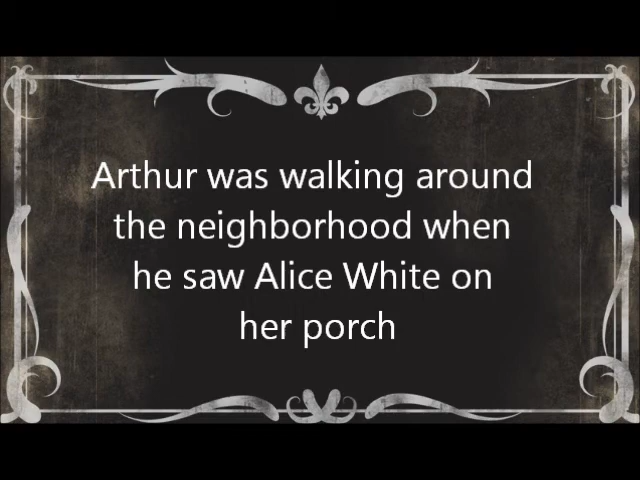 Arthur was walking around
the neighborhood when
he saw Alice White on
her porch